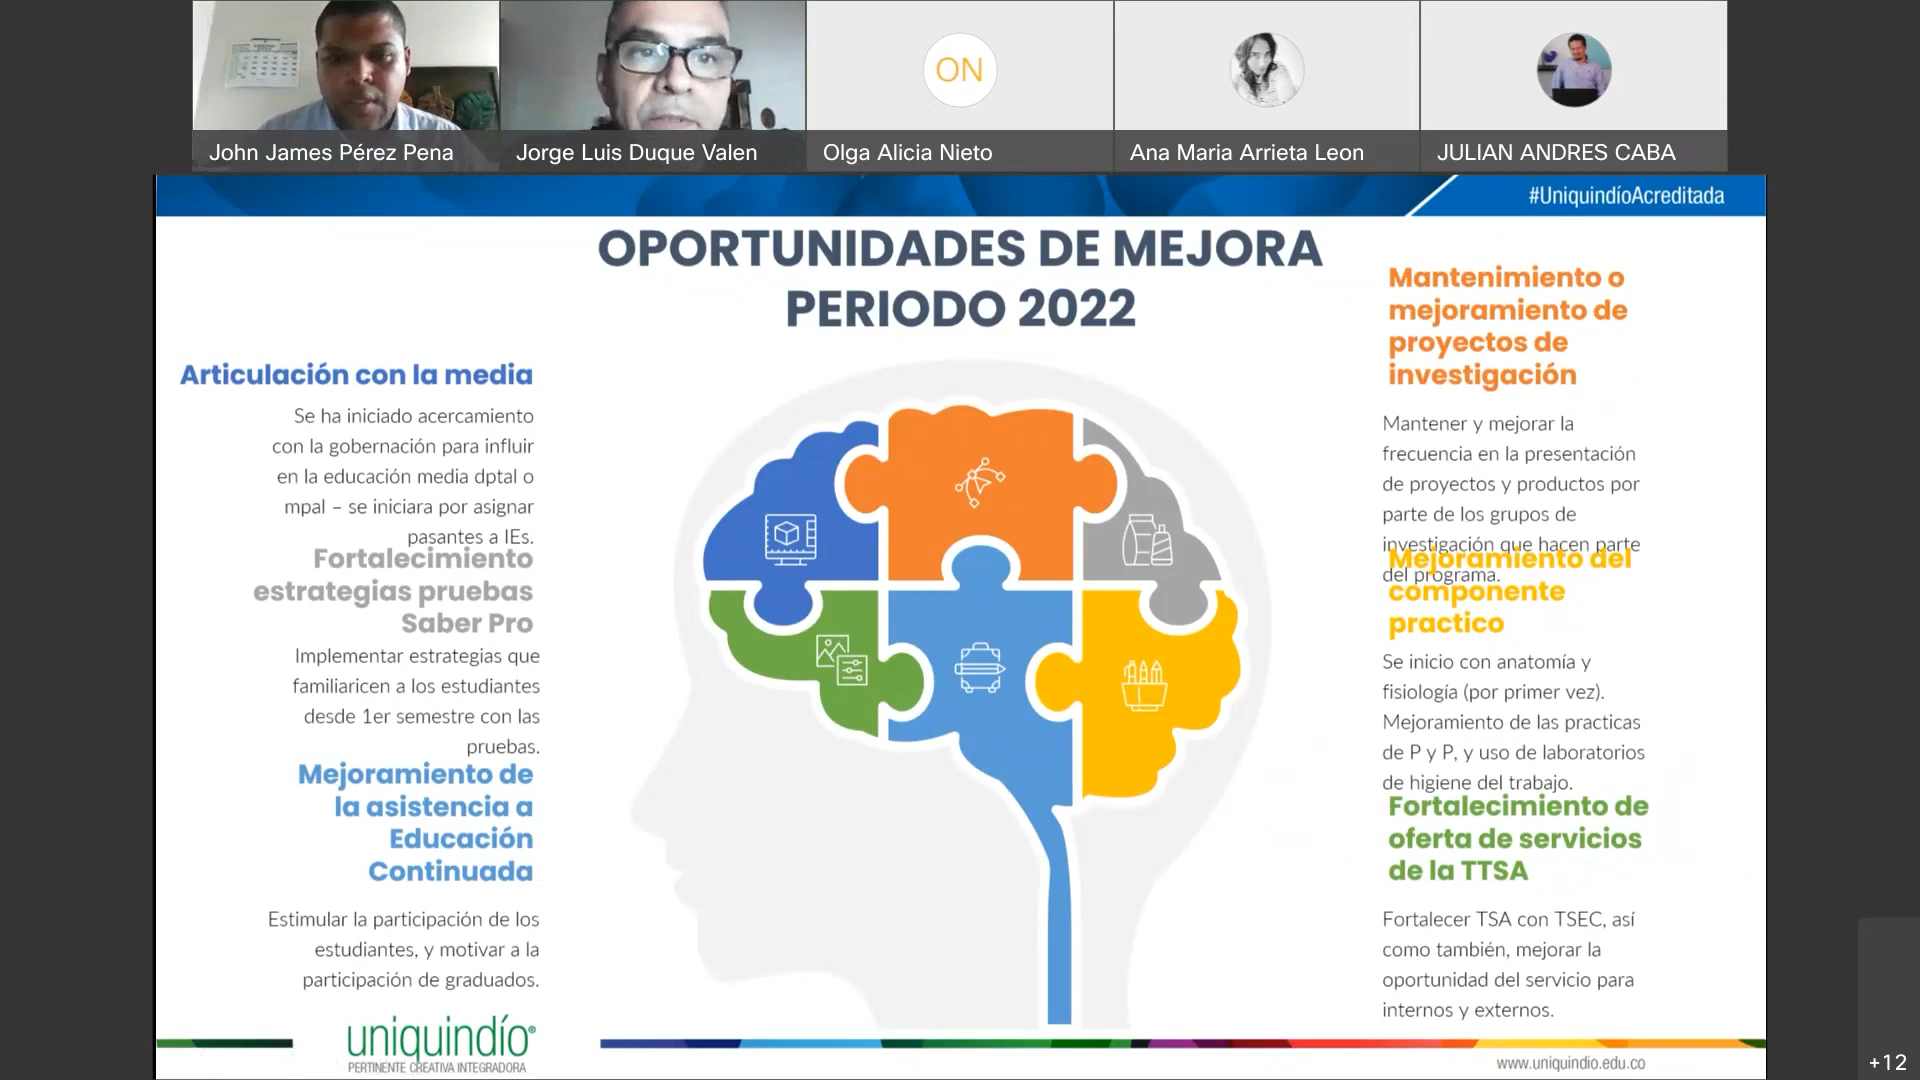 ON
John James Pérez Pena
Jorge Luis Duque Valen
Olga Alicia Nieto
Ana Maria Arrieta Leon
JULIAN ANDRES CABA
#UniquindíoAcreditada
OPORTUNIDADES DE MEJORA
PERIODO 2022
Articulación con la media
Se ha iniciado acercamiento
con la gobernación para influir
en la educación media dptal o
mpal – se iniciara por asignar
pasantes a IEs.
Fortalecimiento
estrategias pruebas
Saber Pro
Implementar estrategias que
familiaricen a los estudiantes
desde 1er semestre con las
pruebas.
Mejoramiento de
la asistencia a
Educación
Continuada
Estimular la participación de los
estudiantes, y motivar a la
participación de graduados.
Mantenimiento o
mejoramiento de
proyectos de
investigación
Mantener y mejorar la
frecuencia en la presentación
de proyectos y productos por
parte de los grupos de
investigación que hacen parte
del programa.
Mejoramiento del
componente
practico
Se inicio con anatomía y
fisiología (por primer vez).
Mejoramiento de las practicas
de P y P, y uso de laboratorios
de higiene del trabajo.
Fortalecimiento de
oferta de servicios
de la TTSA
Fortalecer TSA con TSEC, así
como también, mejorar la
oportunidad del servicio para
internos y externos.
uniquindío®
PERTINENTE CREATIVA INTEGRADORA
www.uniquindio.edu.co
+12